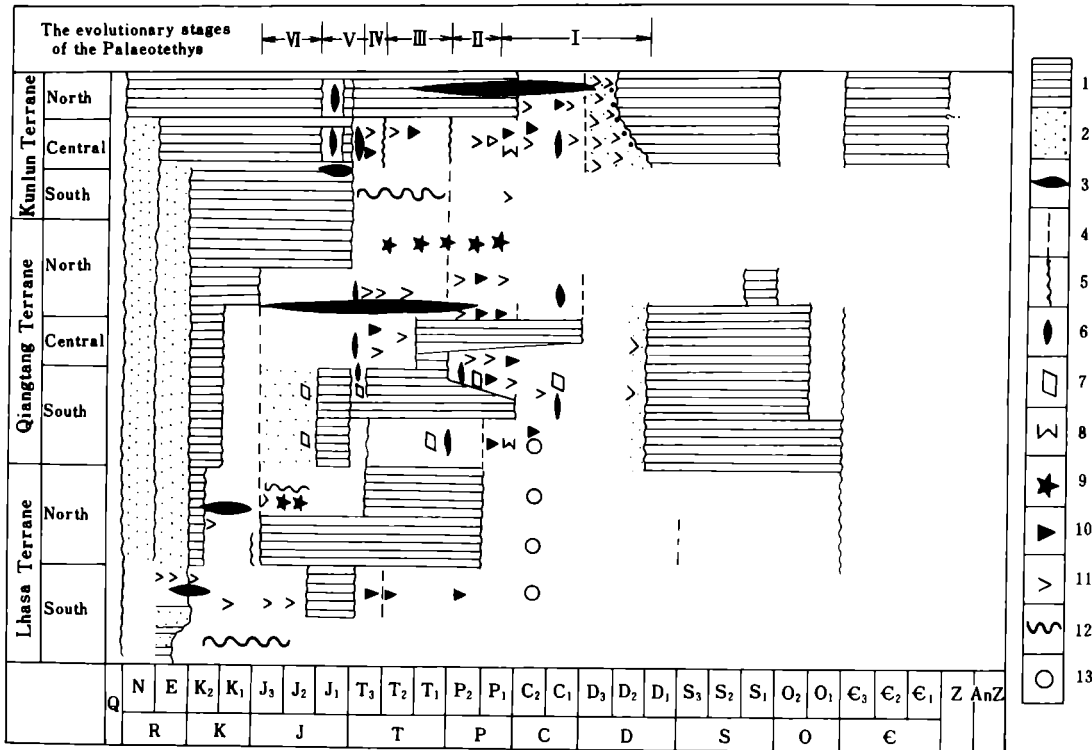 The evolutionary stages
of the Palaeotethys
Ⅵ Ⅴ Ⅳ Ⅲ Ⅱ Ⅰ
Kunlun Terrane
North
Central
South
Qiangtang Terrane
North
Central
South
Lhasa Terrane
North
South
Q N E K₂ K₁ J₃ J₂ J₁ T₃ T₂ T₁ P₂ P₁ C₂ C₁ D₃ D₂ D₁ S₃ S₂ S₁ O₂ O₁ Є₃ Є₂ Є₁ Z AnZ
R K J T P C D S O Є
1
2
3
4
5
6
7
8
9
10
11
12
13